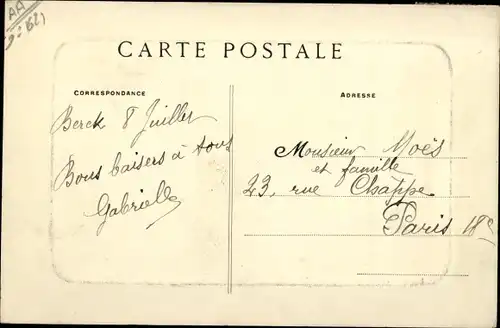 AA
CARTE POSTALE
CORRESPONDANCE
ADRESSE
Berck 8 Juillet
Bons baisers à tous
Gabrielle
Monsieur Moës
et famille
23, rue Chappe
Paris 18e